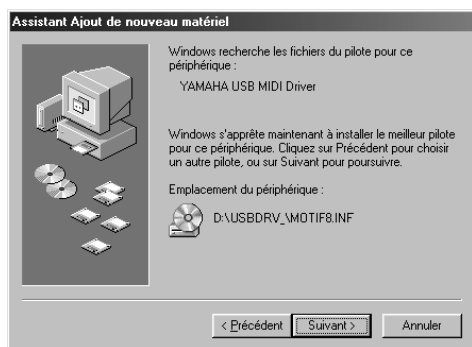 Assistant Ajout de nouveau matériel
Windows recherche les fichiers du pilote pour ce
périphérique :
YAMAHA USB MIDI Driver
Windows s'apprête maintenant à installer le meilleur pilote
pour ce périphérique. Cliquez sur Précédent pour choisir
un autre pilote, ou sur Suivant pour poursuivre.
Emplacement du périphérique :
D:\USBDRV_\MOTIF8.INF
< Précédent Suivant > Annuler